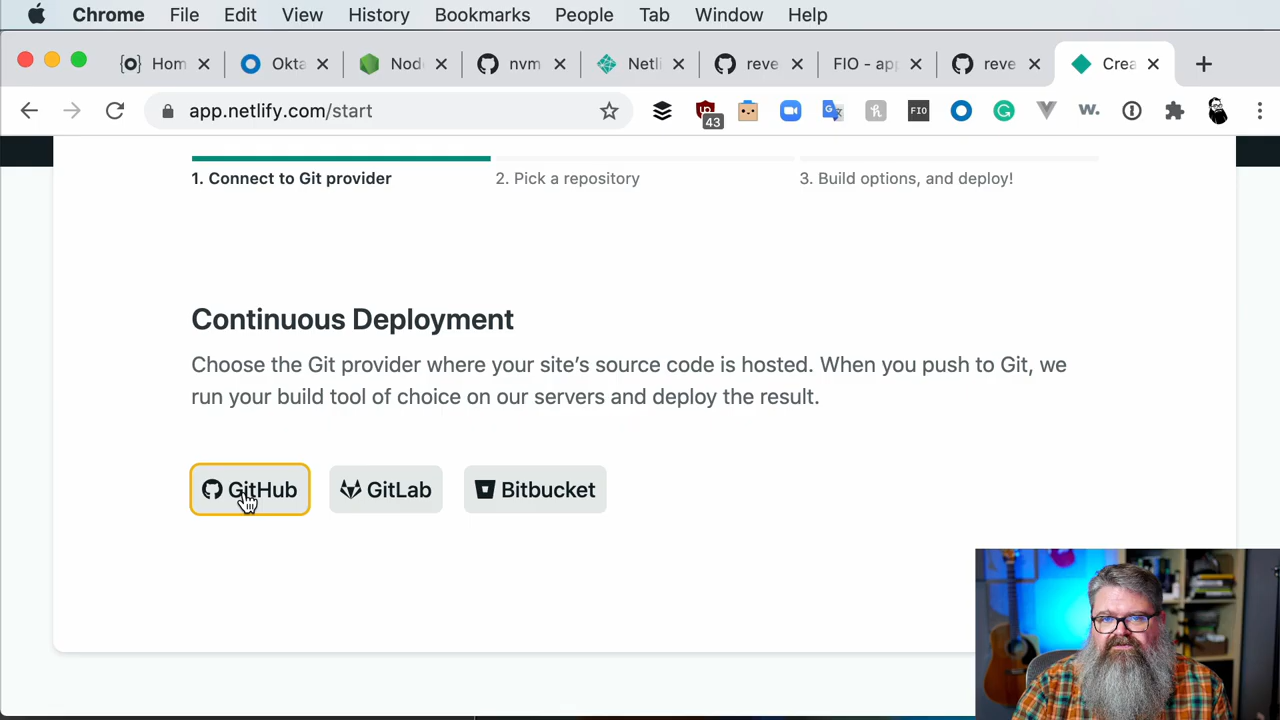 Chrome File Edit View History Bookmarks People Tab Window Help
Hom Okta Node nvm Netli reve FIO - app reve Crea
app.netlify.com/start
43
FIO
w.
1. Connect to Git provider 2. Pick a repository 3. Build options, and deploy!
Continuous Deployment
Choose the Git provider where your site’s source code is hosted. When you push to Git, we
run your build tool of choice on our servers and deploy the result.
GitHub GitLab Bitbucket